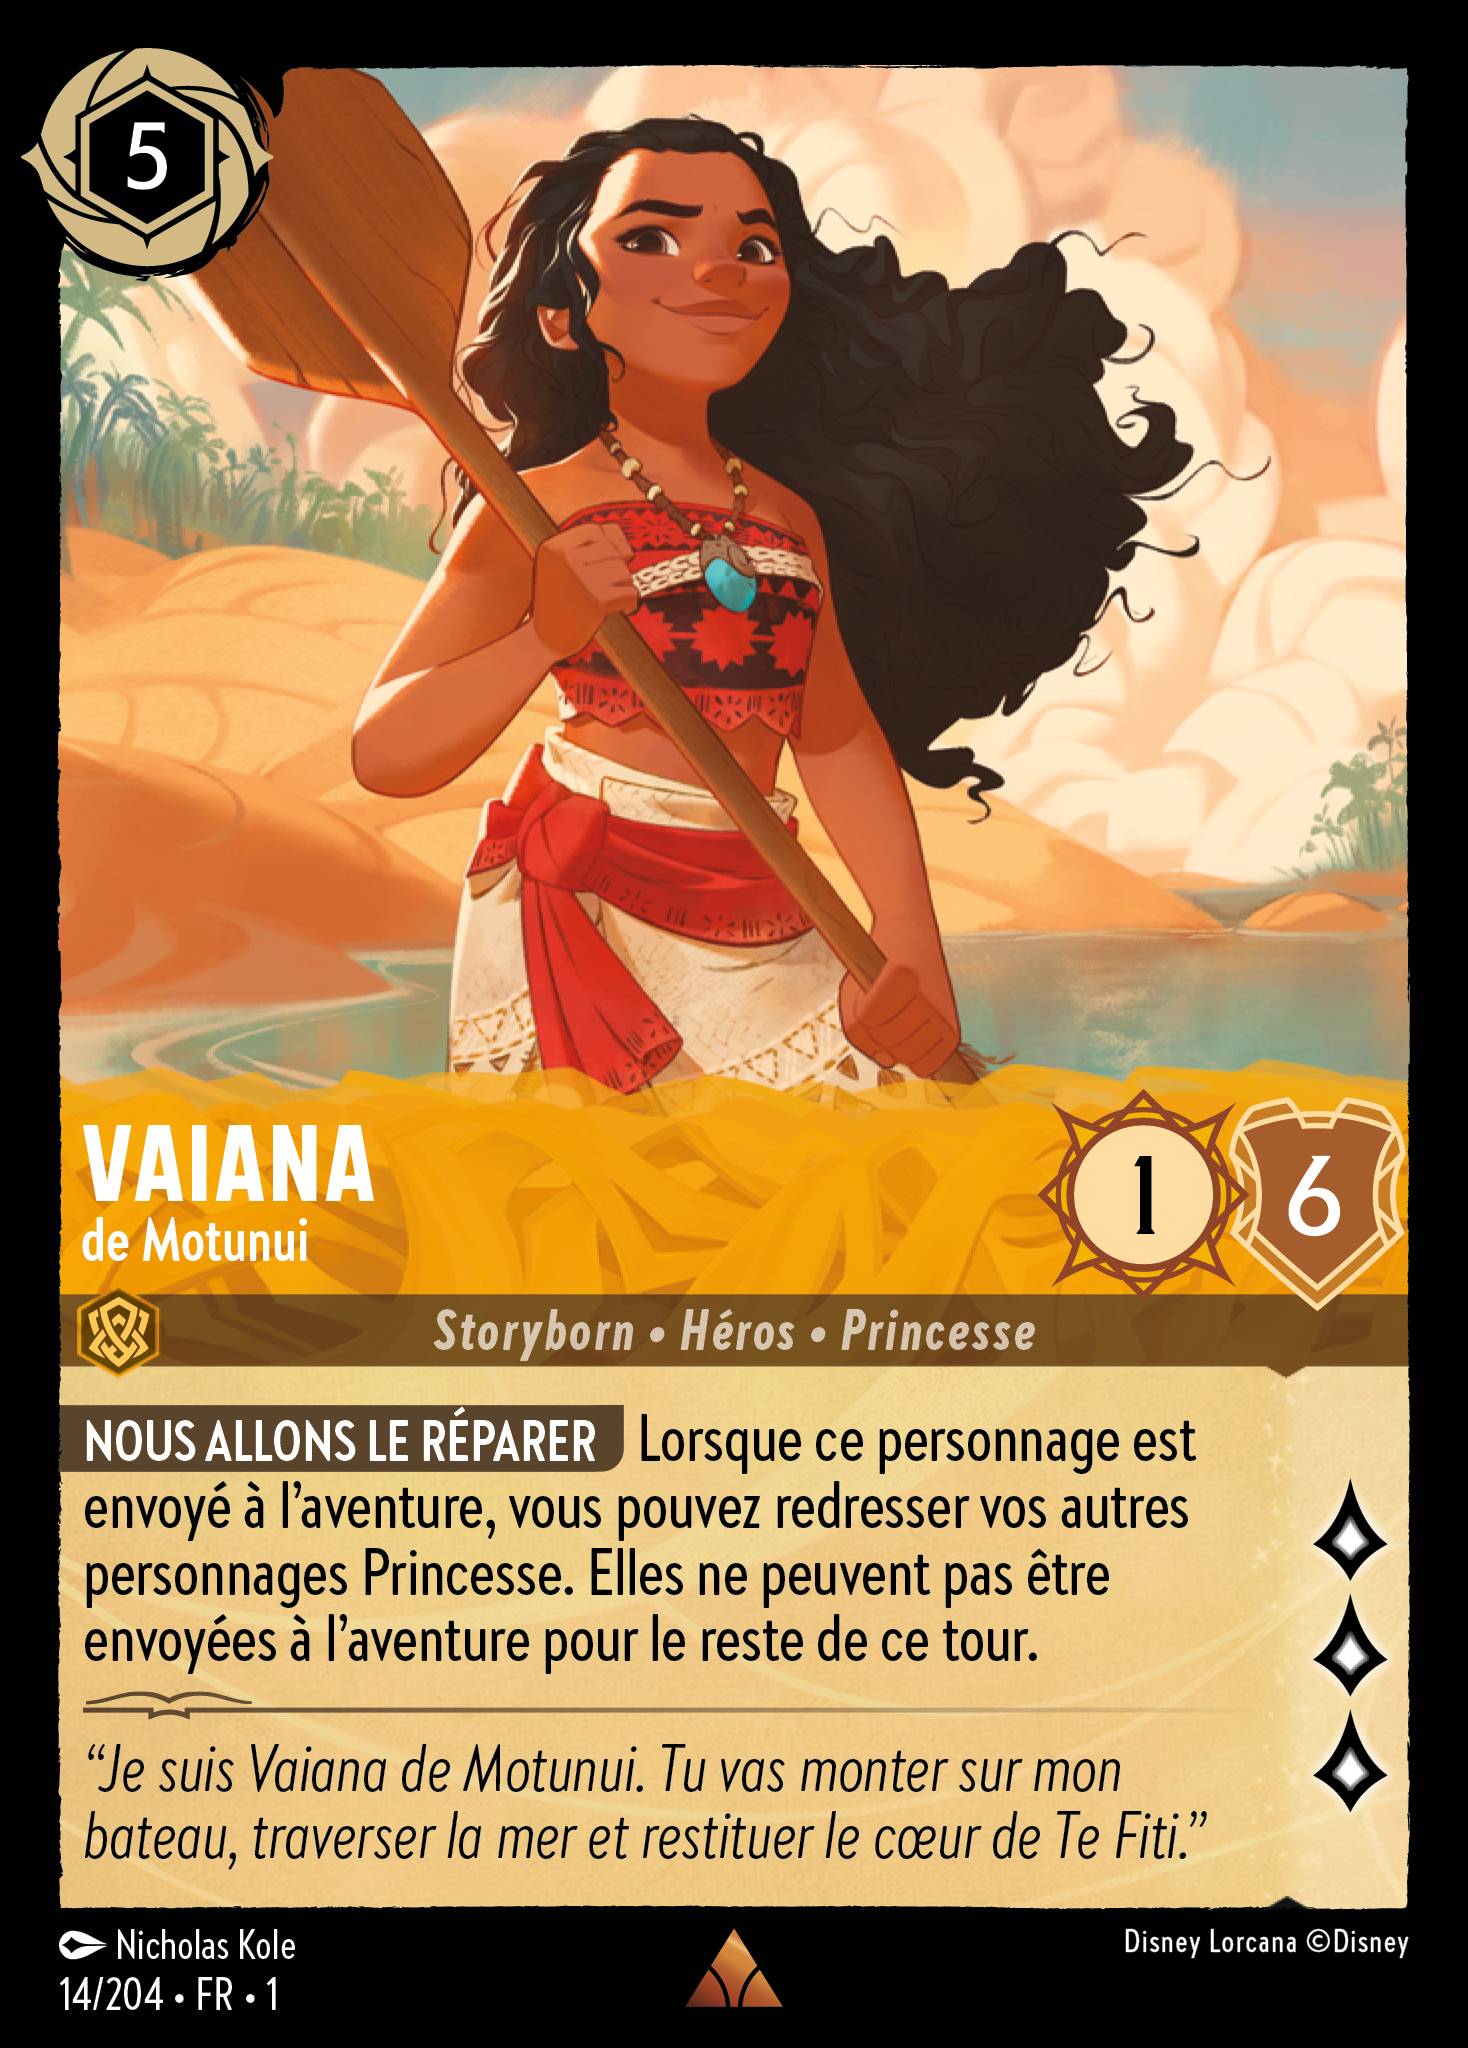 5
VAIANA
de Motunui
1
6
Storyborn • Héros • Princesse
NOUS ALLONS LE RÉPARER Lorsque ce personnage est
envoyé à l’aventure, vous pouvez redresser vos autres
personnages Princesse. Elles ne peuvent pas être
envoyées à l’aventure pour le reste de ce tour.
“Je suis Vaiana de Motunui. Tu vas monter sur mon
bateau, traverser la mer et restituer le cœur de Te Fiti.”
Nicholas Kole
14/204 • FR • 1
Disney Lorcana ©Disney